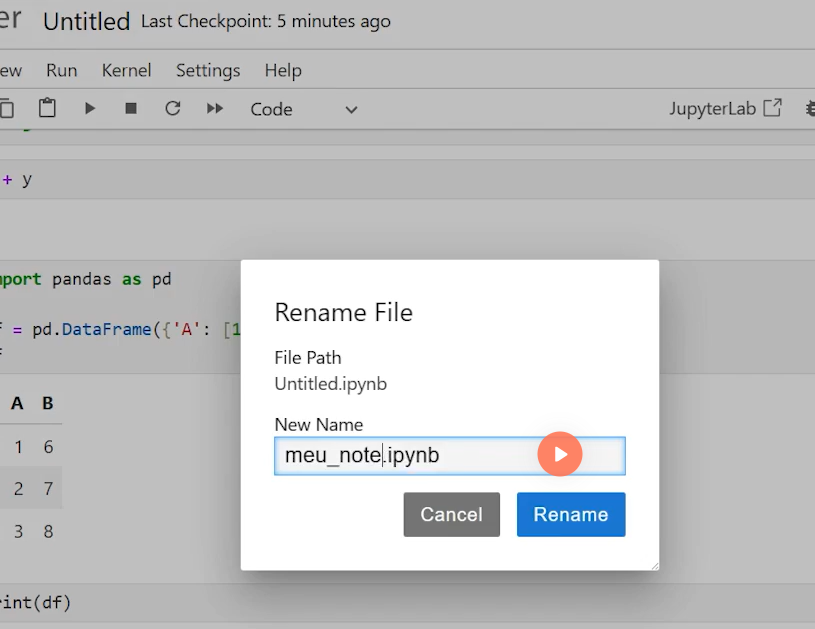 er Untitled Last Checkpoint: 5 minutes ago
ew Run Kernel Settings Help
Code JupyterLab
+ y
mport pandas as pd
f = pd.DataFrame({'A': [1
f
A B
1 6
2 7
3 8
rint(df)
Rename File
File Path
Untitled.ipynb
New Name
meu_note.ipynb
Cancel Rename